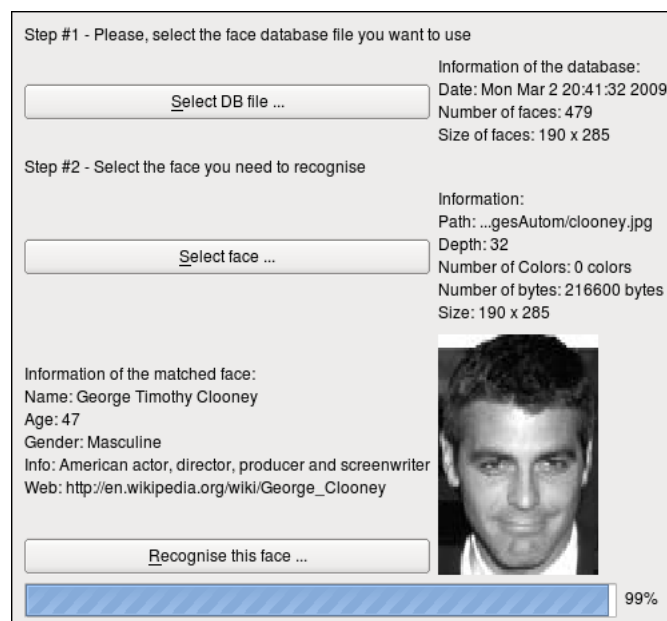 Step #1 - Please, select the face database file you want to use
Select DB file ...
Information of the database:
Date: Mon Mar 2 20:41:32 2009
Number of faces: 479
Size of faces: 190 x 285
Step #2 - Select the face you need to recognise
Select face ...
Information:
Path: ...gesAutom/clooney.jpg
Depth: 32
Number of Colors: 0 colors
Number of bytes: 216600 bytes
Size: 190 x 285
Information of the matched face:
Name: George Timothy Clooney
Age: 47
Gender: Masculine
Info: American actor, director, producer and screenwriter
Web: http://en.wikipedia.org/wiki/George_Clooney
Recognise this face ...
99%